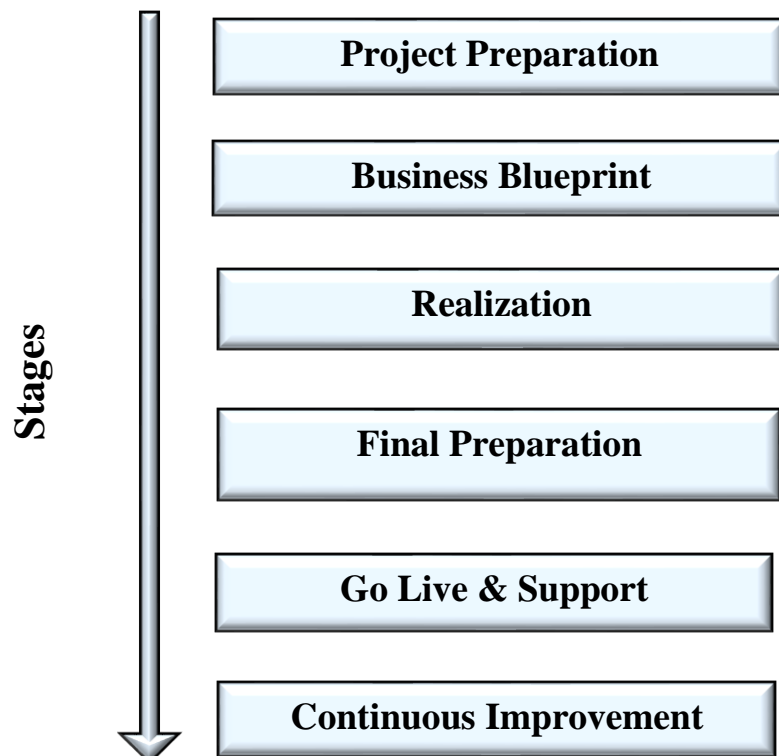 Project Preparation
Business Blueprint
Realization
Stages
Final Preparation
Go Live & Support
Continuous Improvement